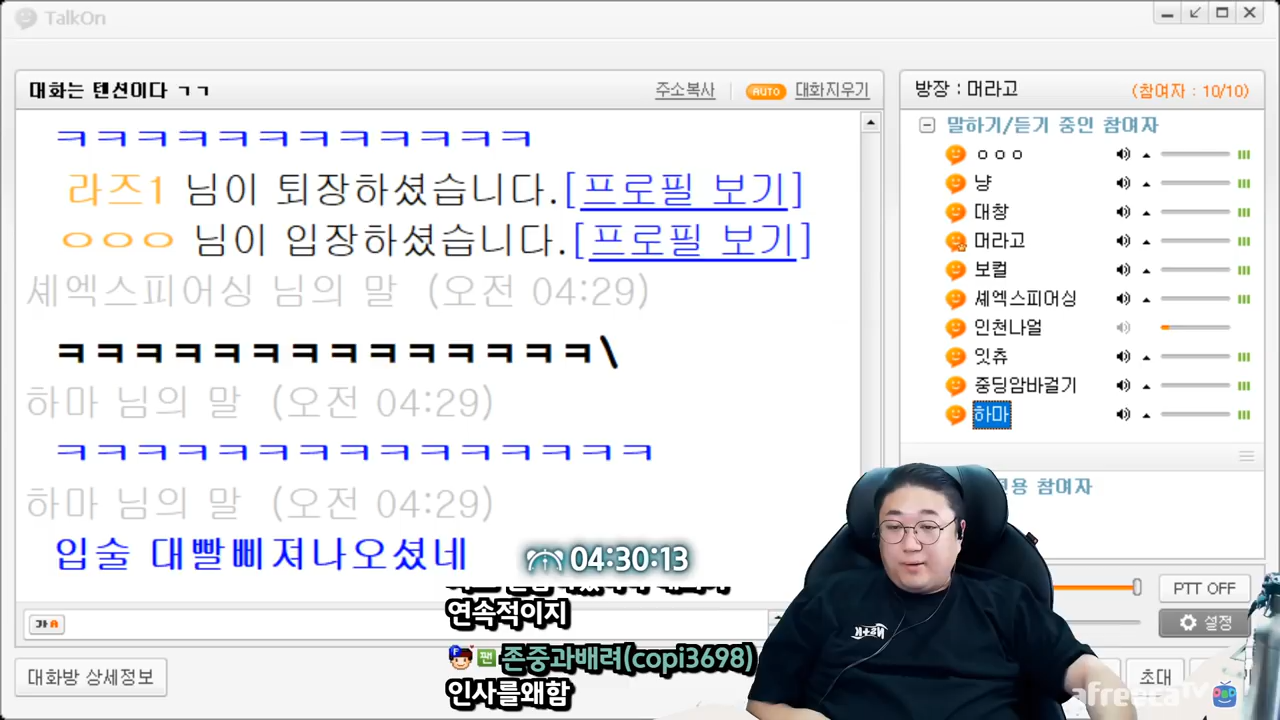 TalkOn
대화는 텐션이다 ㄱㄱ
주소복사
AUTO
대화지우기
ㅋㅋㅋㅋㅋㅋㅋㅋㅋㅋㅋㅋ
라즈1 님이 퇴장하셨습니다.[프로필 보기]
ㅇㅇㅇ 님이 입장하셨습니다.[프로필 보기]
셰엑스피어싱 님의 말 (오전 04:29)
ㅋㅋㅋㅋㅋㅋㅋㅋㅋㅋㅋㅋㅋㅋ\
하마 님의 말 (오전 04:29)
ㅋㅋㅋㅋㅋㅋㅋㅋㅋㅋㅋㅋㅋㅋㅋ
하마 님의 말 (오전 04:29)
입술 대빨삐져나오셨네
04:30:13
연속적이지
팬 존중과배려(copi3698)
인사를왜함
가A
대화방 상세정보
방장 : 머라고
(참여자 : 10/10)
말하기/듣기 중인 참여자
ㅇㅇㅇ
냥
대창
머라고
보컬
셰엑스피어싱
인천나얼
잇츄
중딩암바걸기
하마
용 참여자
PTT OFF
설정
초대
afreecaTV